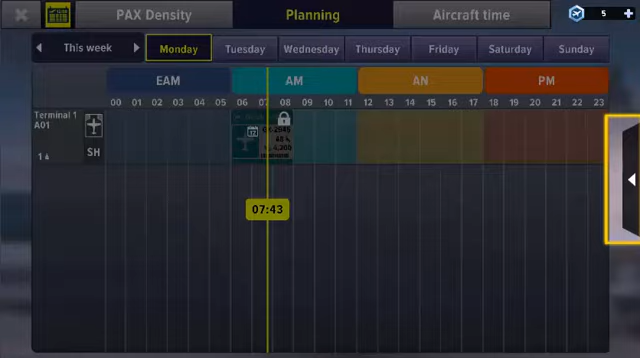 PAX Density
Planning
Aircraft time
5
This week
Monday
Tuesday
Wednesday
Thursday
Friday
Saturday
Sunday
EAM
AM
AN
PM
00 01 02 03 04 05 06 07 08 09 10 11 12 13 14 15 16 17 18 19 20 21 22 23
Terminal 1
A01
1
SH
12
07:43